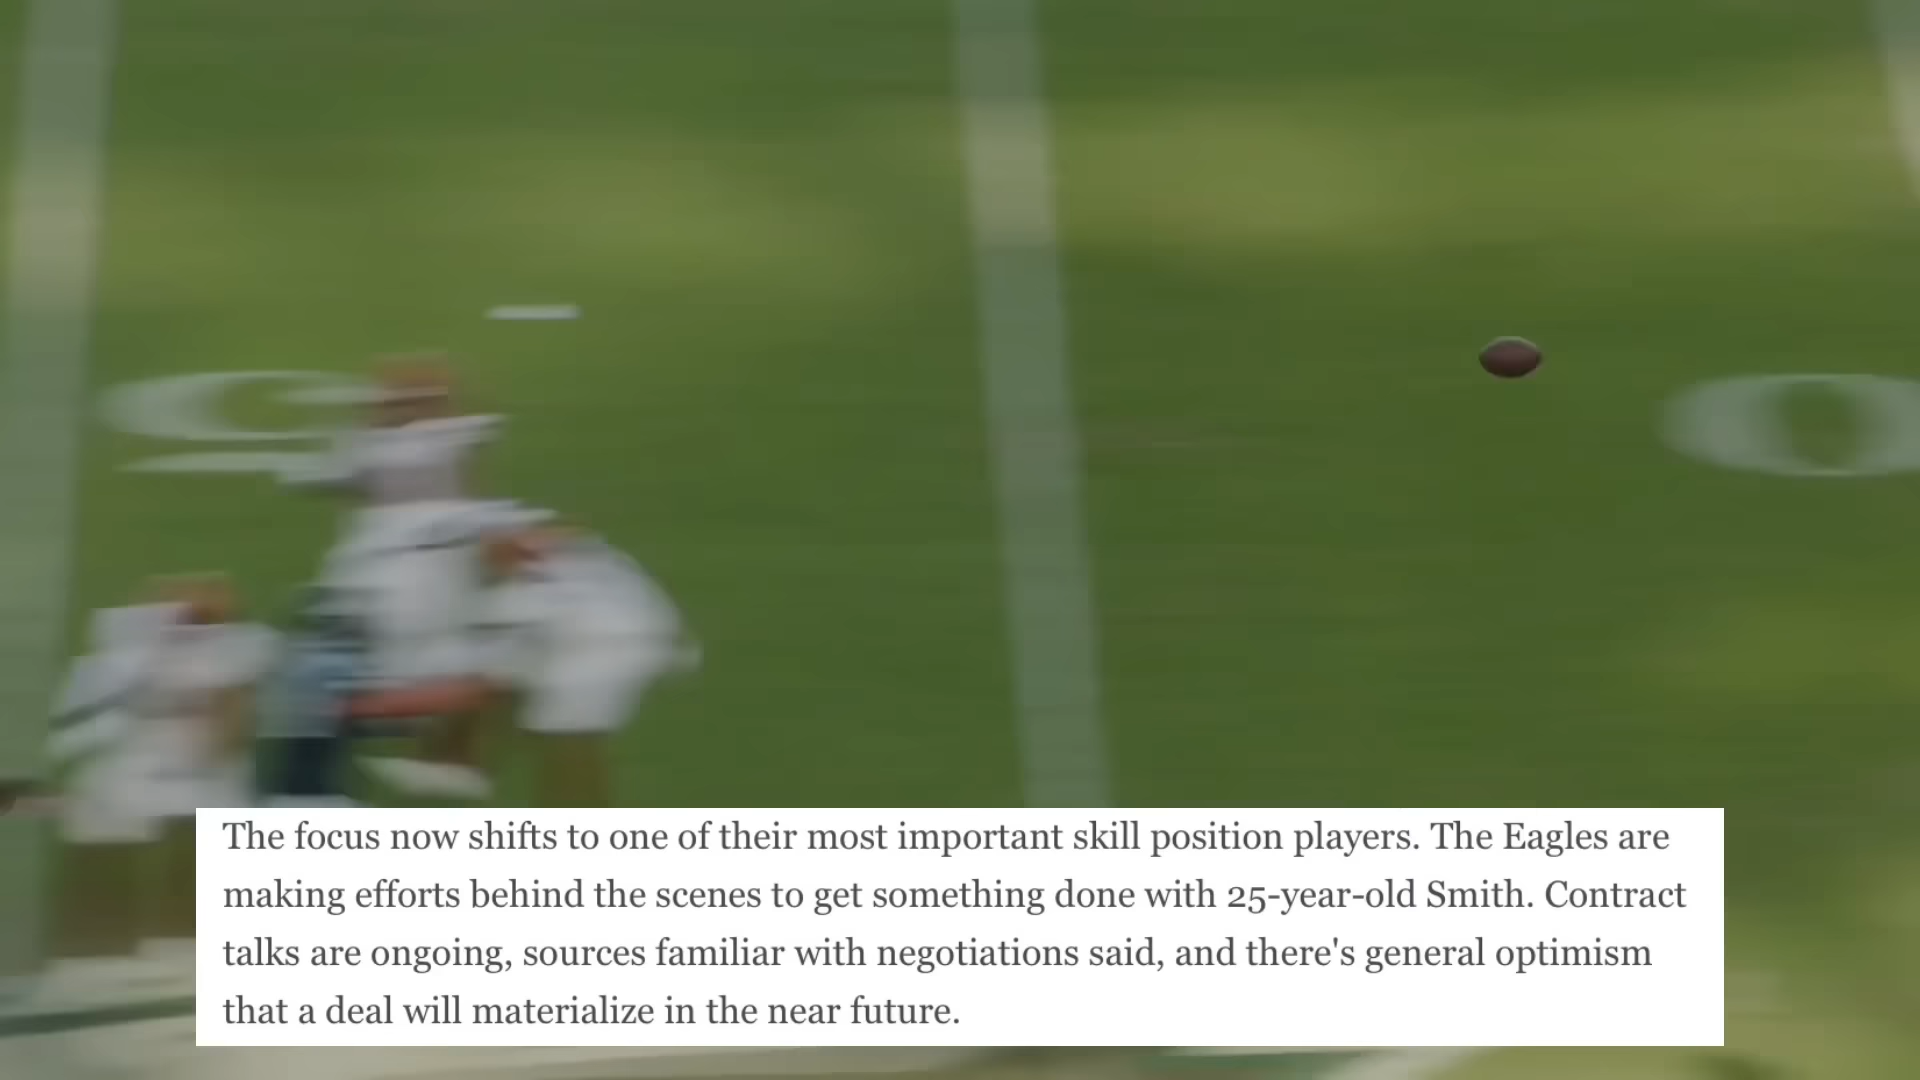 The focus now shifts to one of their most important skill position players. The Eagles are
making efforts behind the scenes to get something done with 25-year-old Smith. Contract
talks are ongoing, sources familiar with negotiations said, and there's general optimism
that a deal will materialize in the near future.